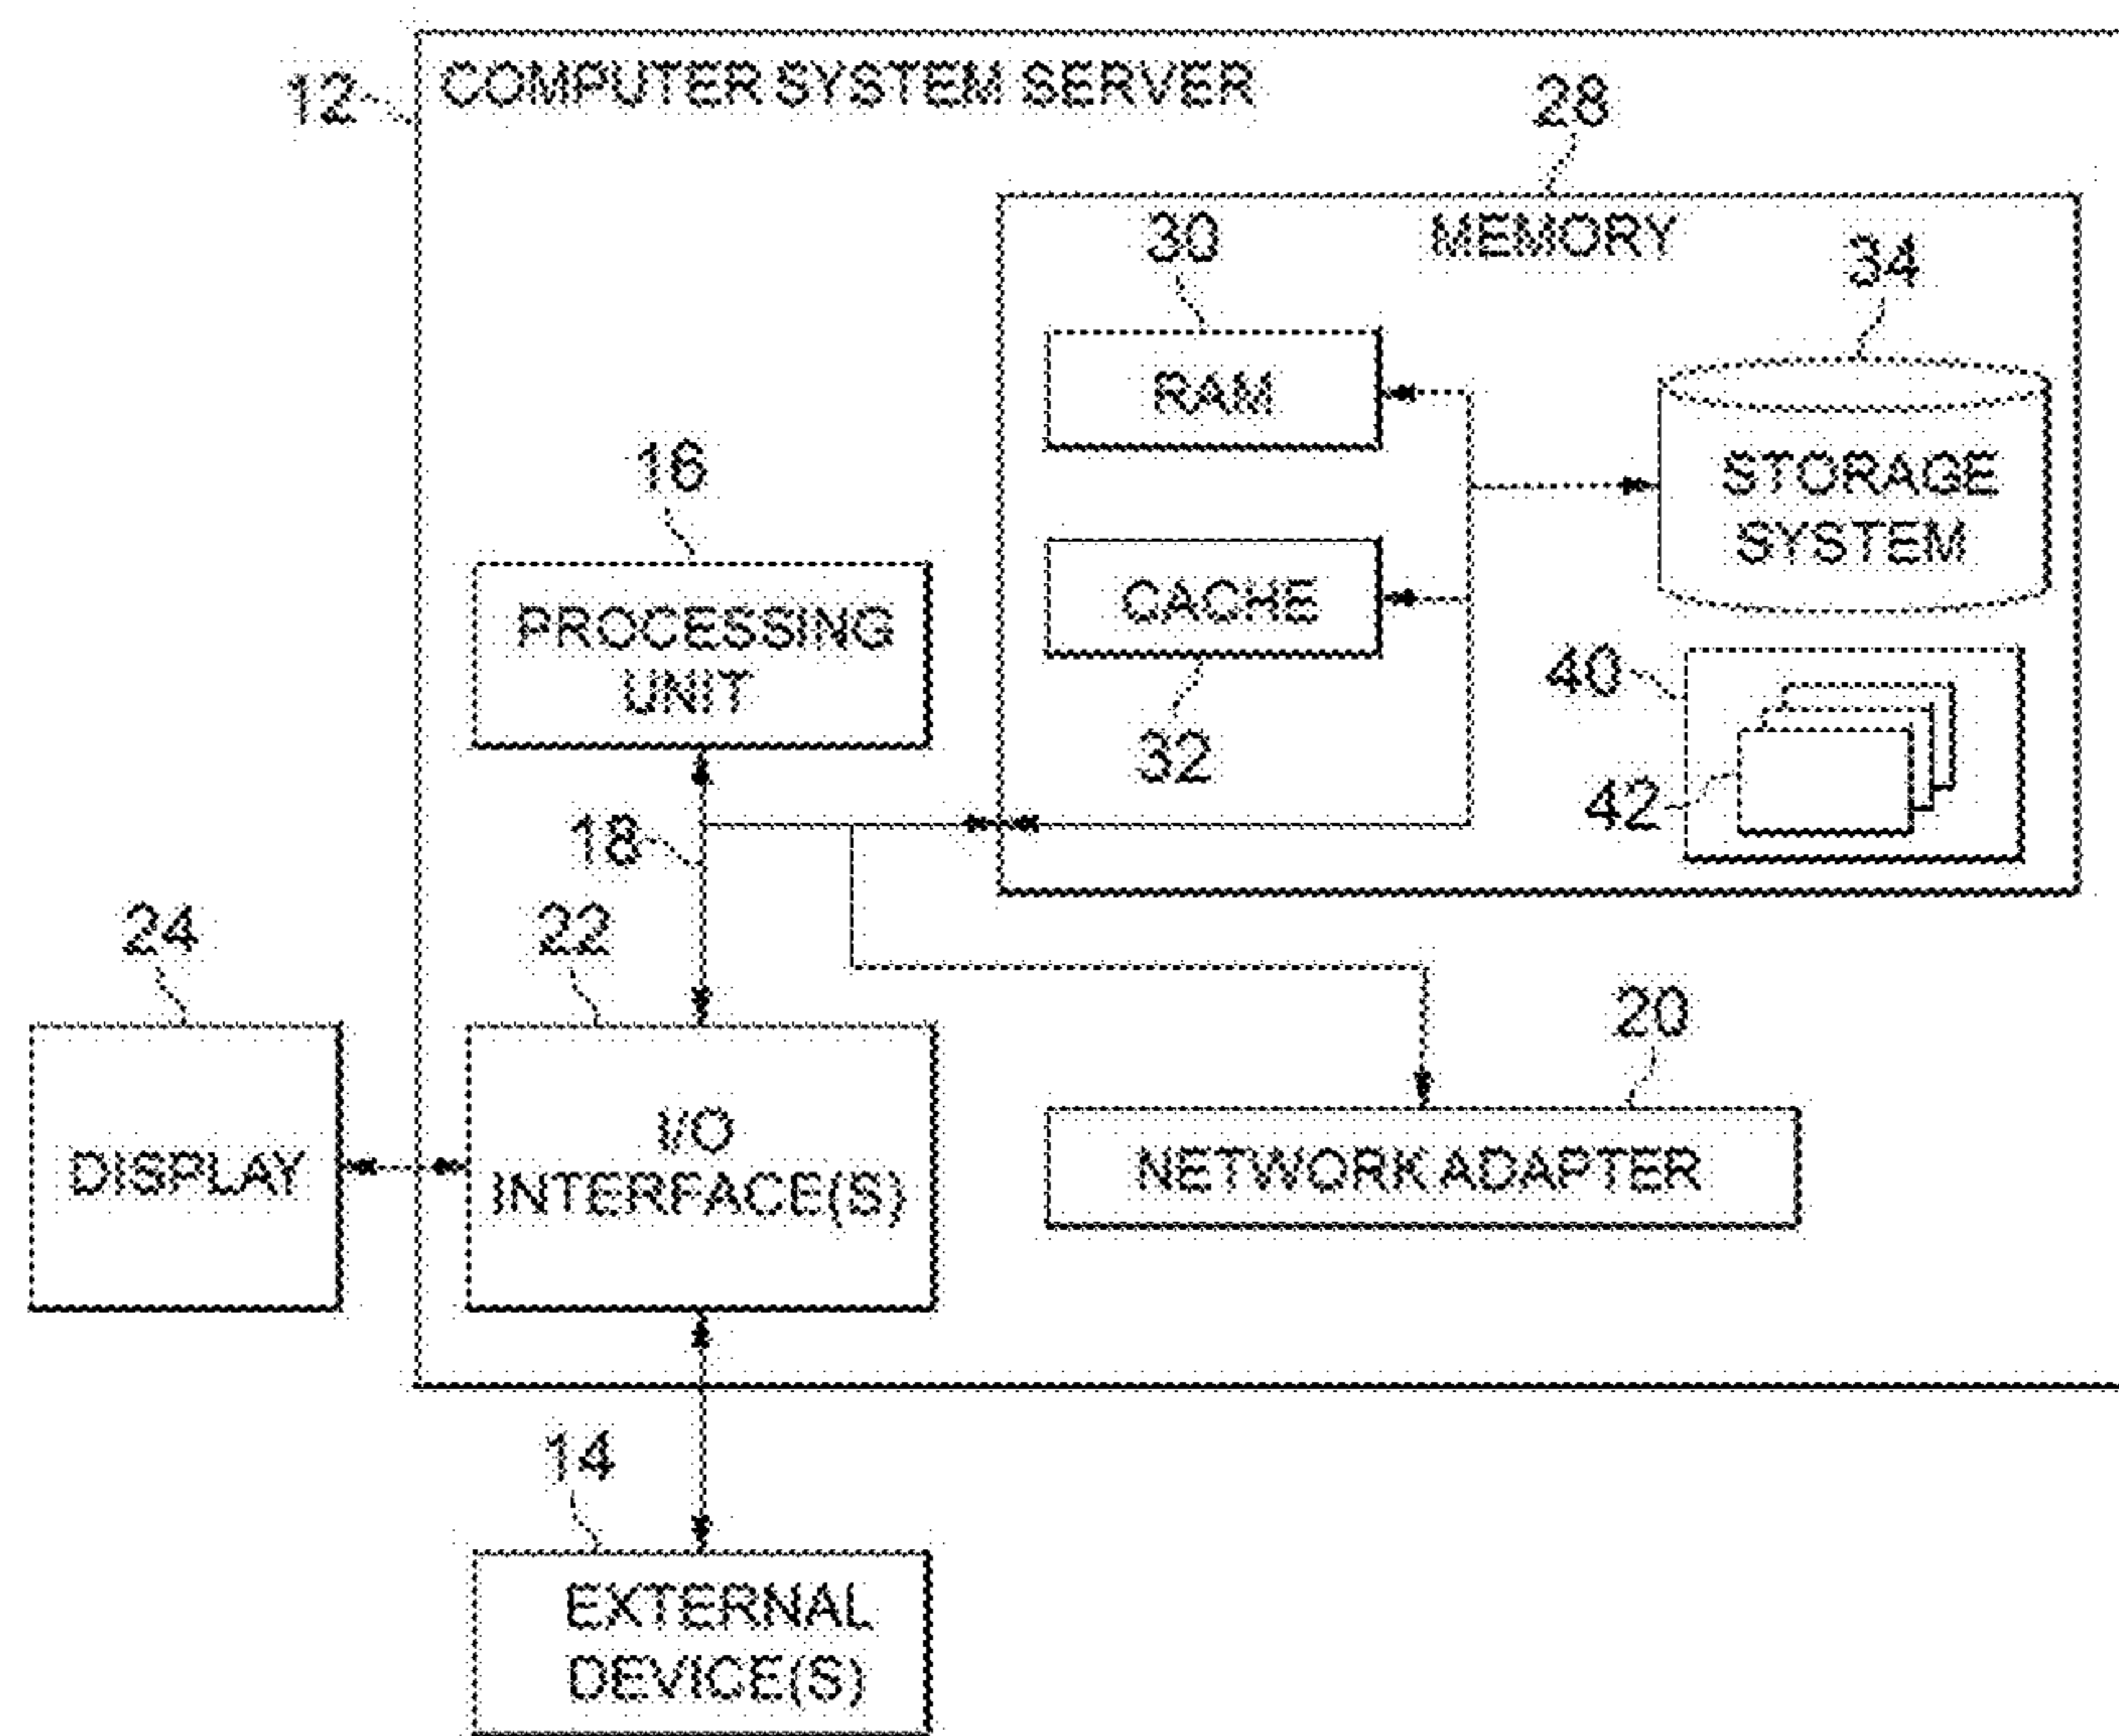 12
COMPUTER SYSTEM SERVER
28
MEMORY
30
34
RAM
STORAGE
SYSTEM
16
PROCESSING
UNIT
CACHE
32
40
42
18
24
22
20
DISPLAY
I/O
INTERFACE(S)
NETWORK ADAPTER
14
EXTERNAL
DEVICE(S)